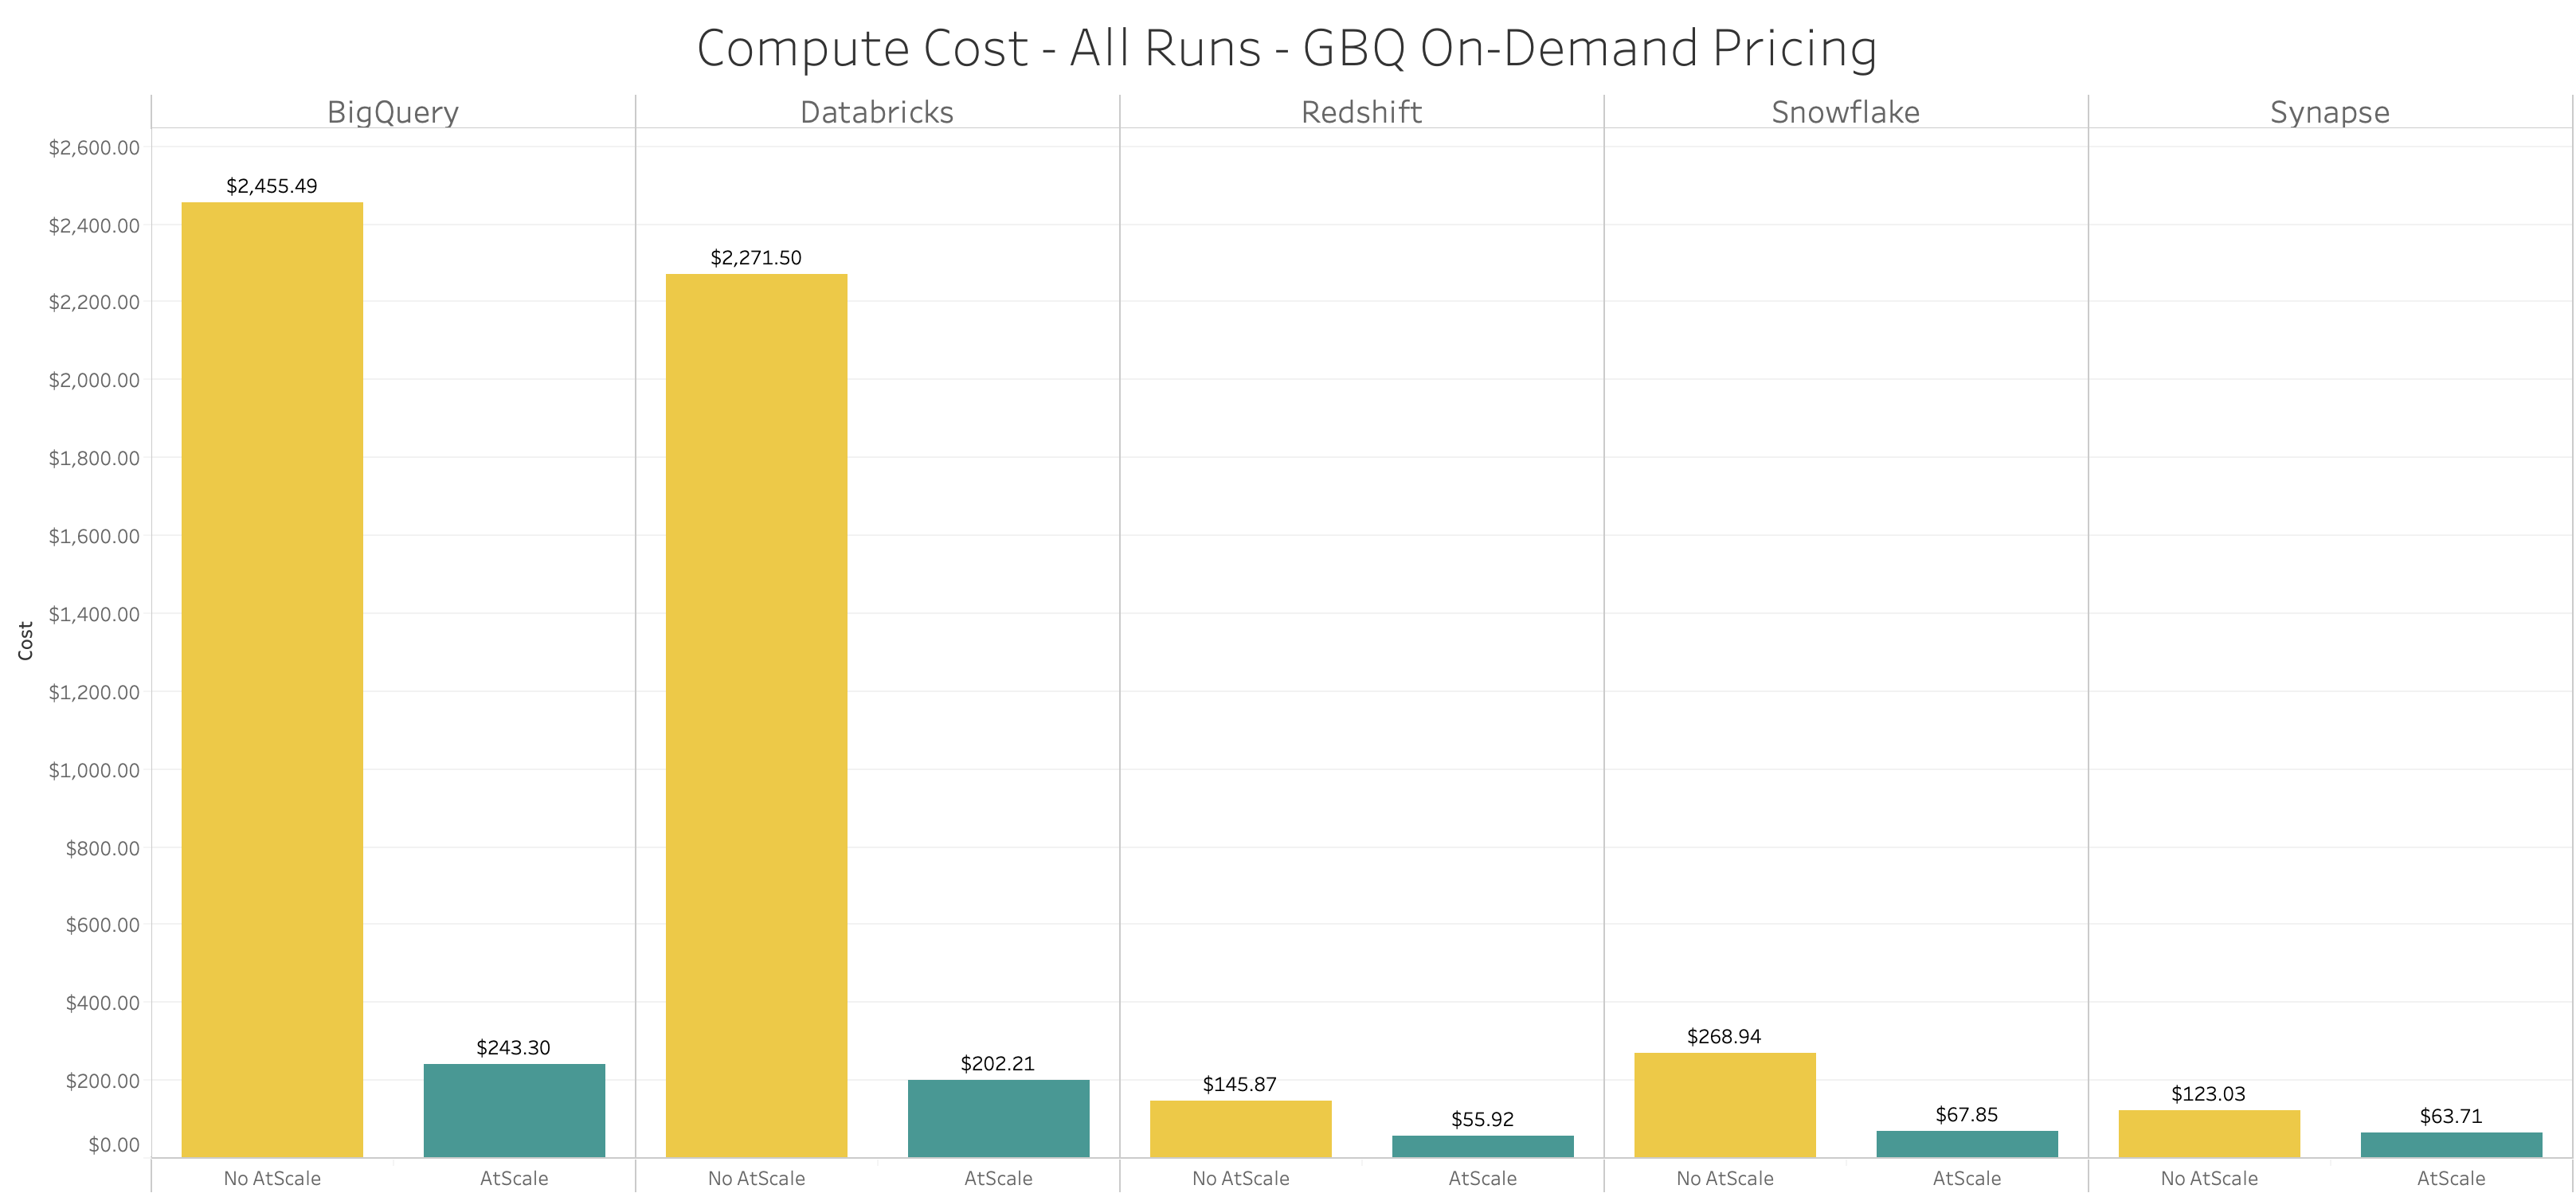 Compute Cost - All Runs - GBQ On-Demand Pricing
BigQuery
Databricks
Redshift
Snowflake
Synapse
Cost
$2,600.00
$2,400.00
$2,200.00
$2,000.00
$1,800.00
$1,600.00
$1,400.00
$1,200.00
$1,000.00
$800.00
$600.00
$400.00
$200.00
$0.00
$2,455.49
$243.30
$2,271.50
$202.21
$145.87
$55.92
$268.94
$67.85
$123.03
$63.71
No AtScale
AtScale
No AtScale
AtScale
No AtScale
AtScale
No AtScale
AtScale
No AtScale
AtScale